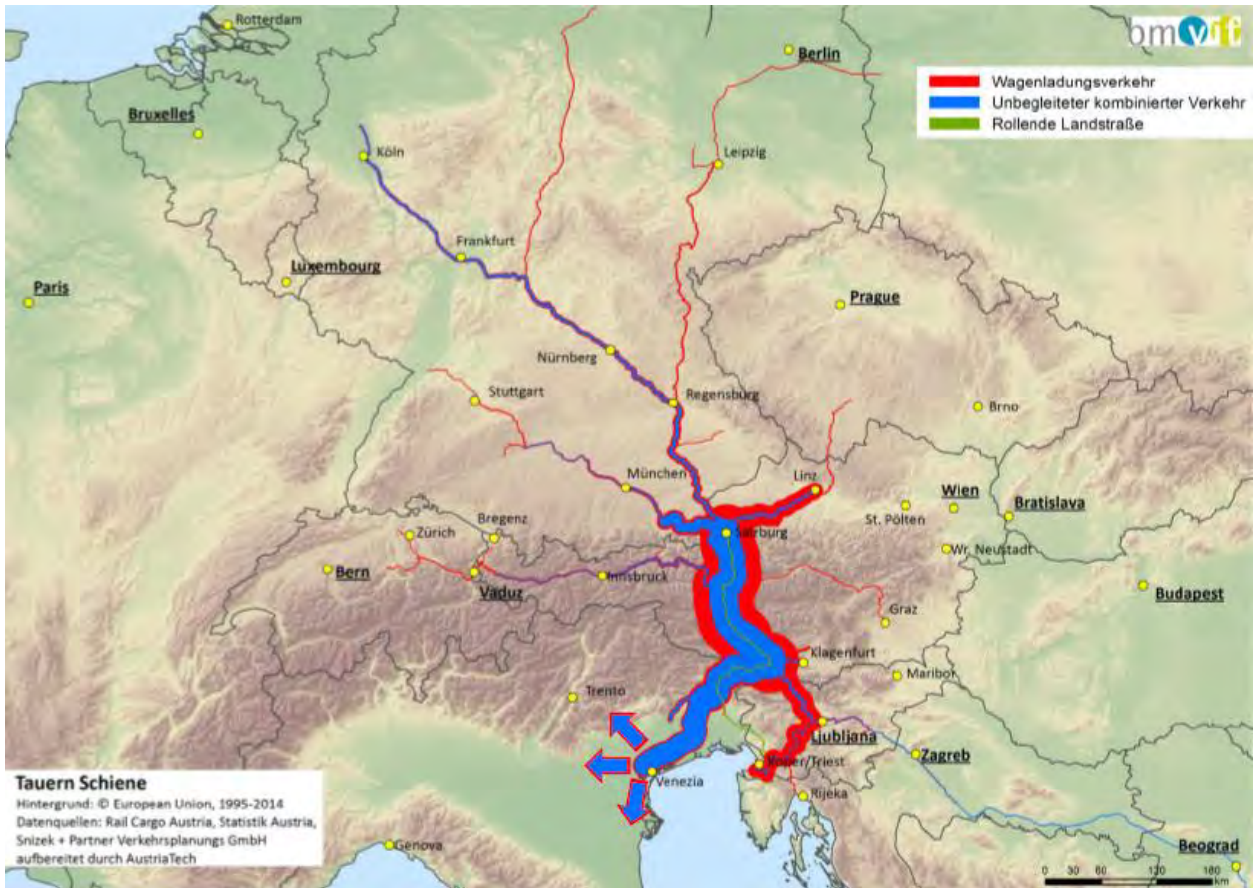 Rotterdam
bmvit
Berlin
Wagenladungsverkehr
Unbegleiteter kombinierter Verkehr
Rollende Landstraße
Bruxelles
Köln
Leipzig
Frankfurt
Luxembourg
Paris
Prague
Nürnberg
Stuttgart
Regensburg
Brno
München
Linz
Wien
Bratislava
St. Pölten
Zürich
Bregenz
Salzburg
Wr. Neustadt
Bern
Vaduz
Innsbruck
Budapest
Graz
Klagenfurt
Maribor
Trento
Ljubljana
Zagreb
Koper/Triest
Venezia
Rijeka
Genova
Beograd
Tauern Schiene
Hintergrund: © European Union, 1995-2014
Datenquellen: Rail Cargo Austria, Statistik Austria,
Snizek + Partner Verkehrsplanungs GmbH
aufbereitet durch AustriaTech
0 30 60 120 180
km